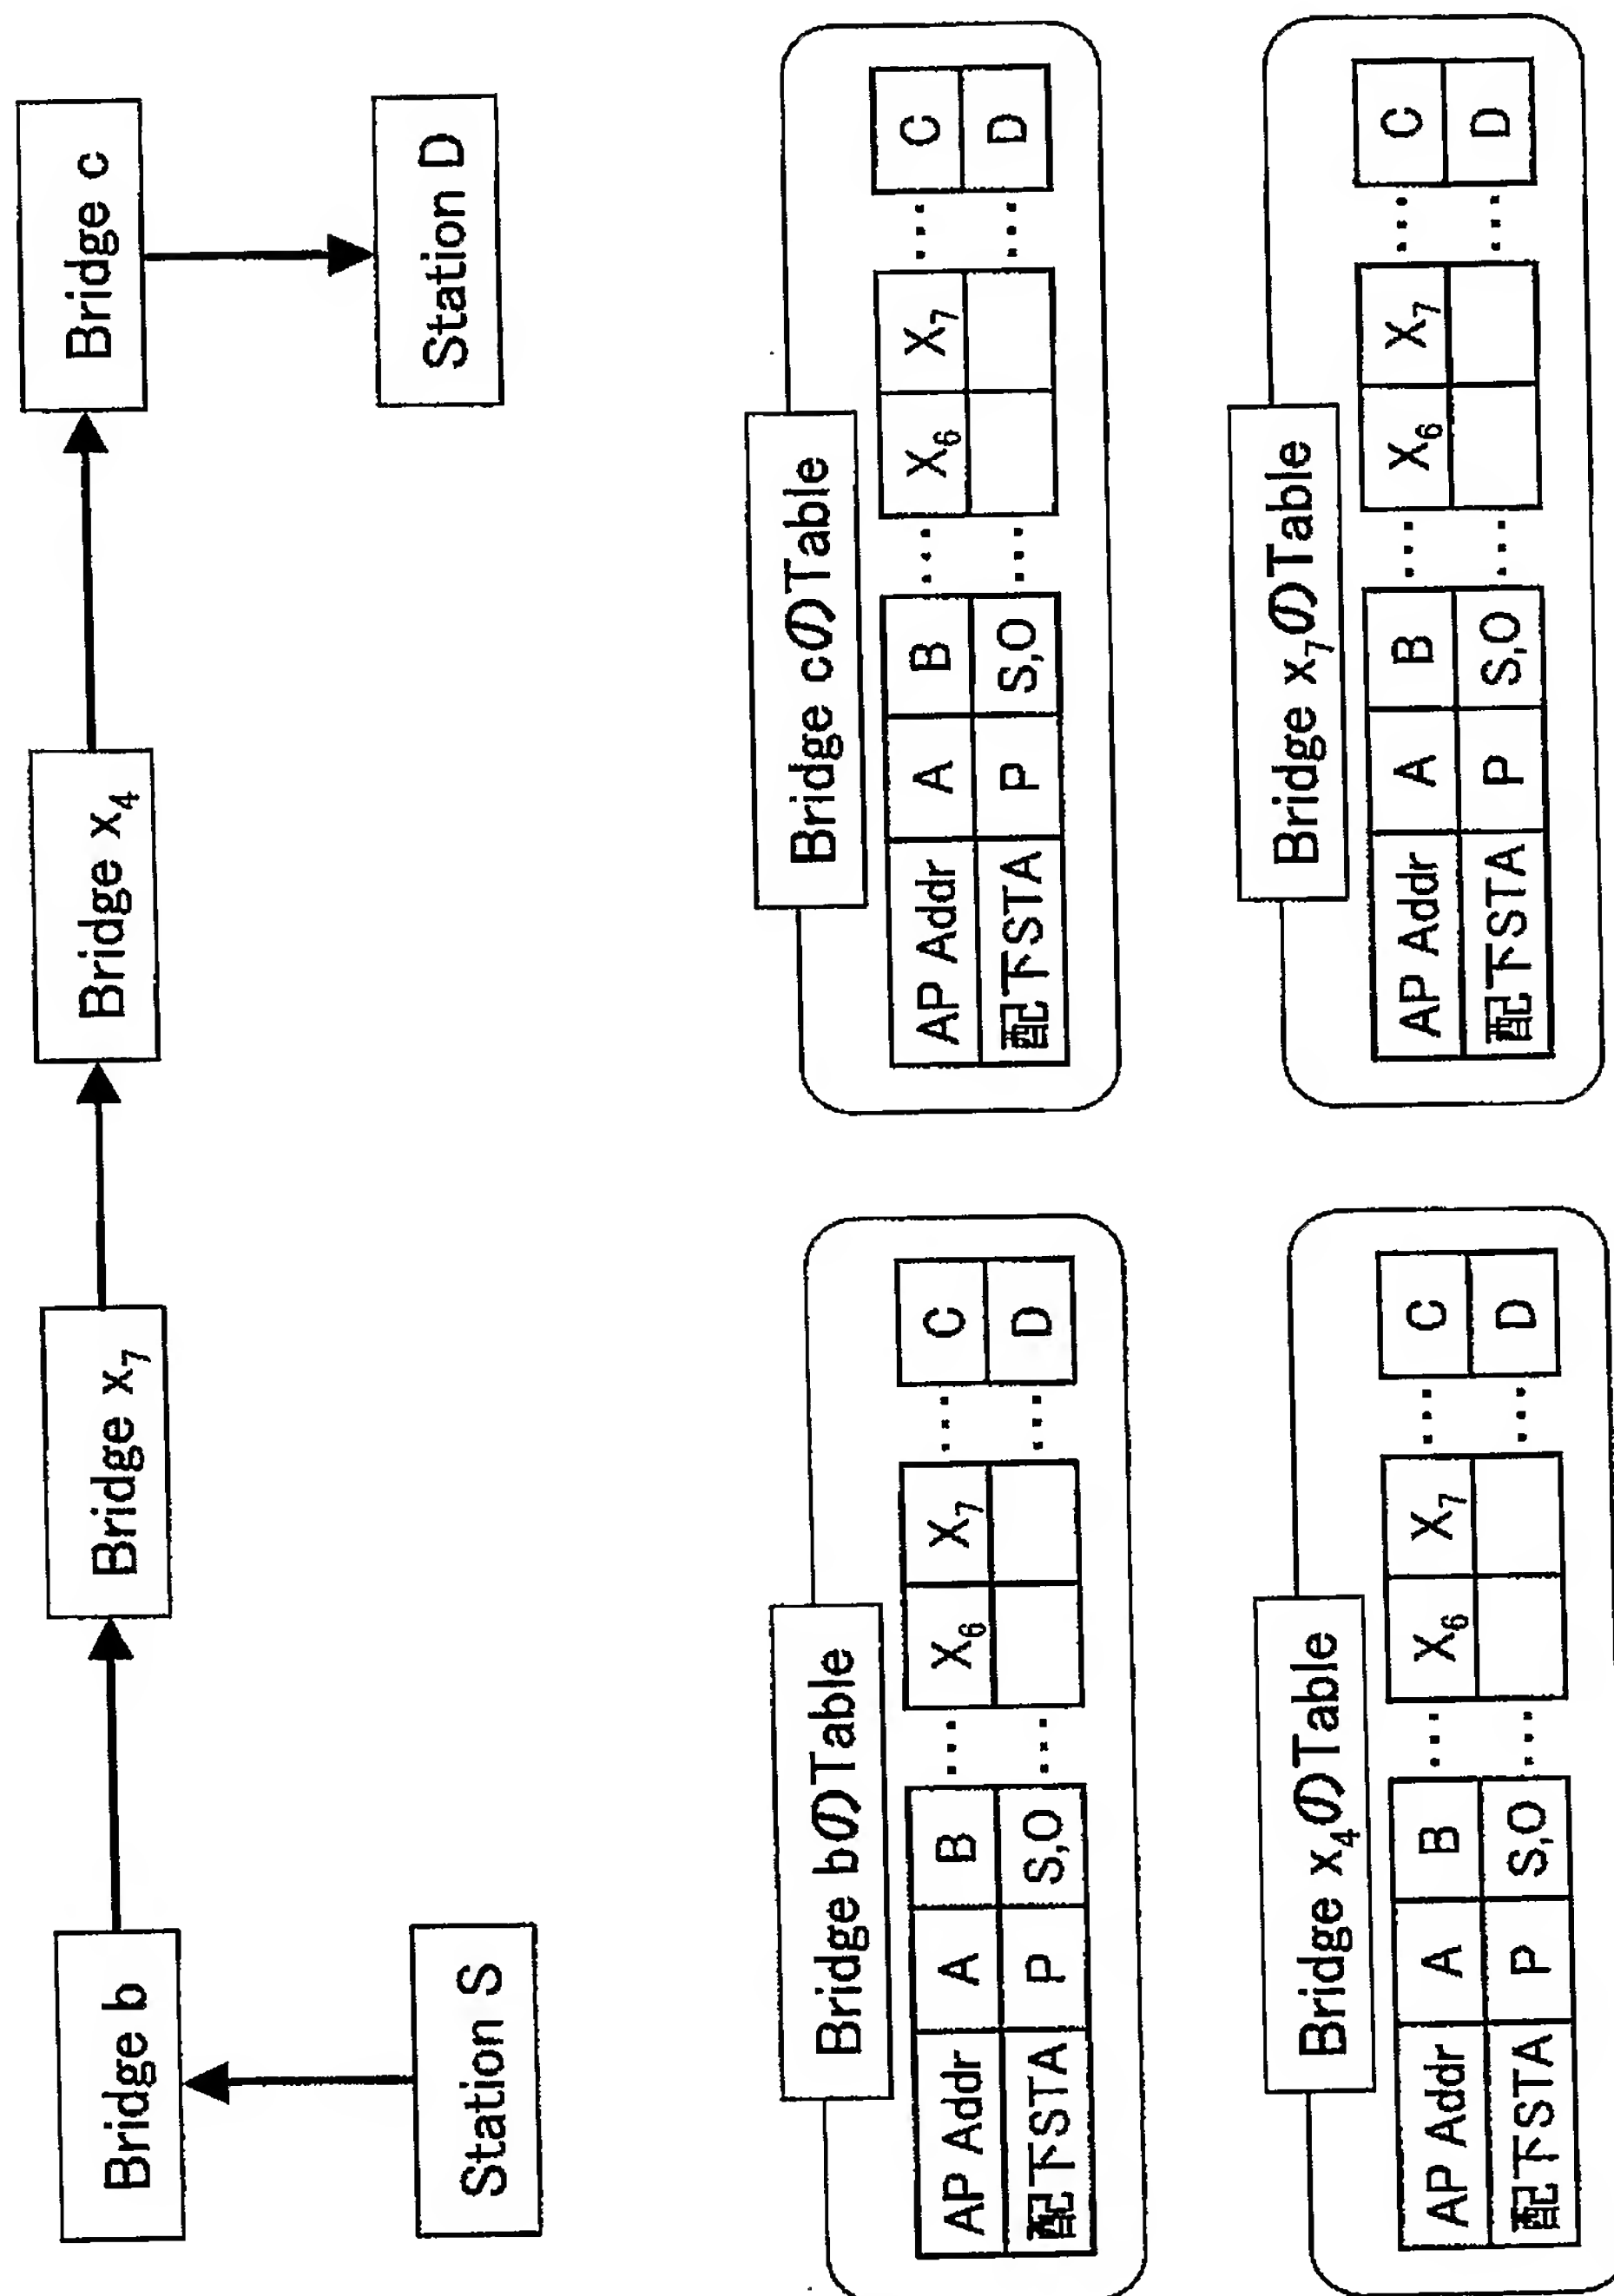 Bridge b
Bridge x7
Bridge x4
Bridge c
Station S
Station D
Bridge bのTable
AP Addr A B ... X6 X7 ... C
配下STA P S,O ... ... D
Bridge cのTable
AP Addr A B ... X6 X7 ... C
配下STA P S,O ... ... D
Bridge x4のTable
AP Addr A B ... X6 X7 ... C
配下STA P S,O ... ... D
Bridge x7のTable
AP Addr A B ... X6 X7 ... C
配下STA P S,O ... ... D